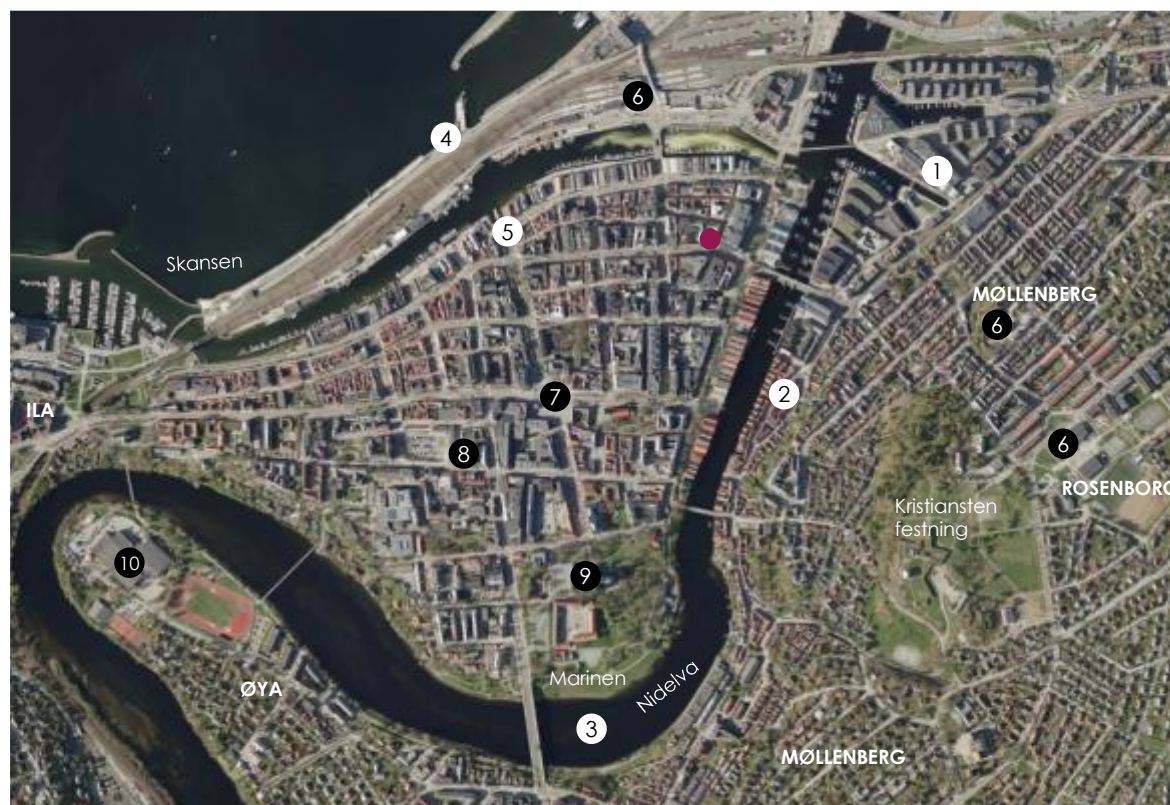 6
4
1
5
Skansen
MØLLENBERG
6
7
2
ILA
8
6
ROSENBORG
Kristiansten
festning
10
9
ØYA
Marinen
Nidelva
3
MØLLENBERG